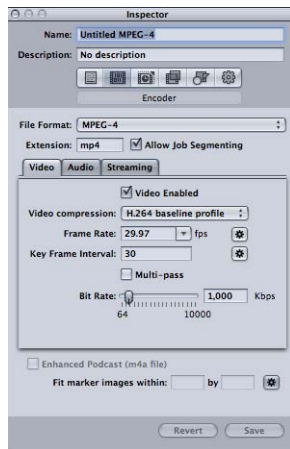 Inspector
Name: Untitled MPEG-4
Description: No description
Encoder
File Format: MPEG-4
Extension: mp4 Allow Job Segmenting
Video Audio Streaming
Video Enabled
Video compression: H.264 baseline profile
Frame Rate: 29.97 fps
Key Frame Interval: 30
Multi-pass
Bit Rate: 1,000 Kbps
64 10000
Enhanced Podcast (m4a file)
Fit marker images within: by
Revert Save